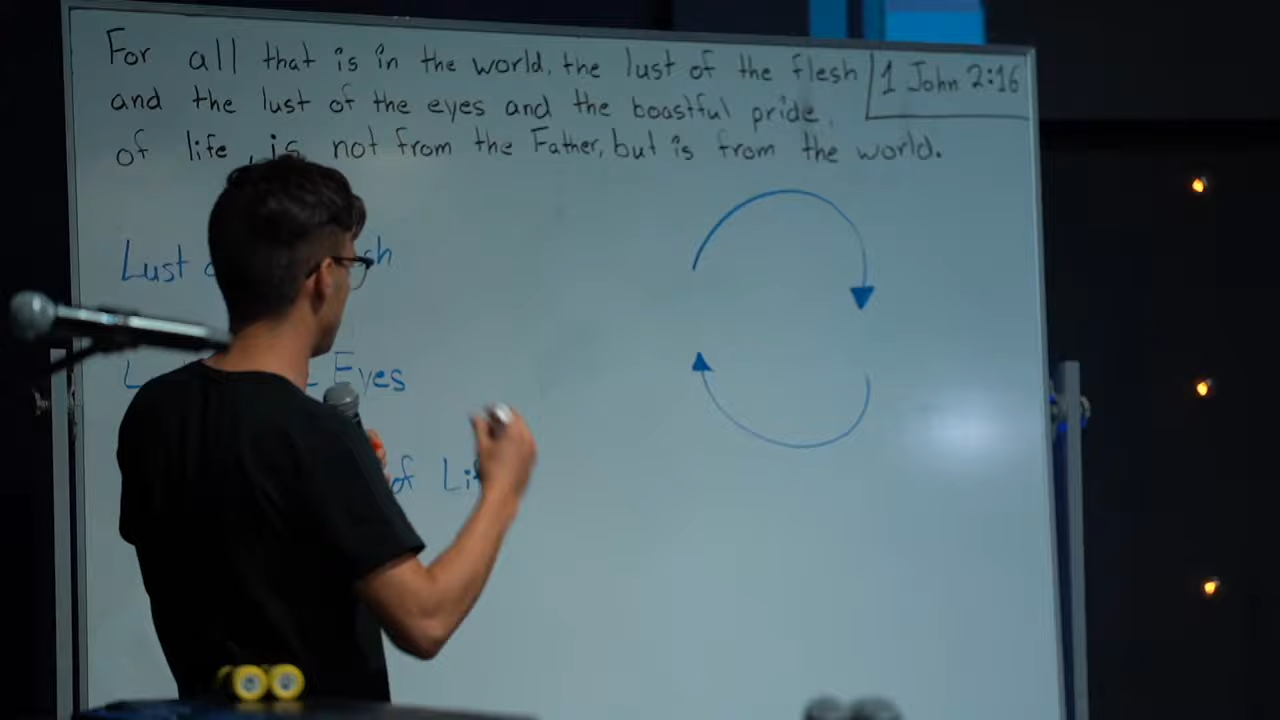 For all that is in the world, the lust of the flesh
1 John 2:16
and the lust of the eyes and the boastful pride
of life, is not from the Father, but is from the world.
Lust
Eyes
of